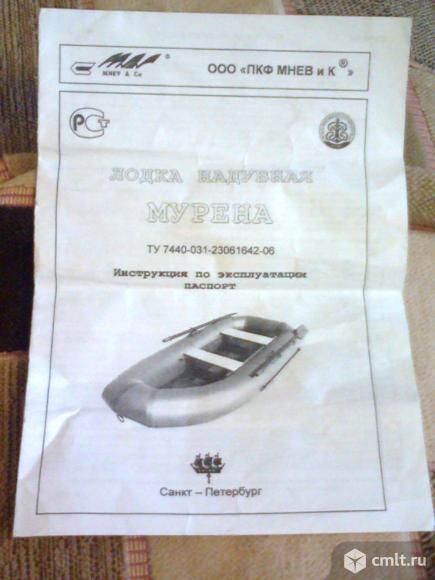 MNEV & Co ®
ООО «ПКФ МНЕВ и К ®»
РСТ
ЛОДКА НАДУВНАЯ
МУРЕНА
ТУ 7440-031-23061642-06
Инструкция по эксплуатации
ПАСПОРТ
Санкт – Петербург
cmlt.ru